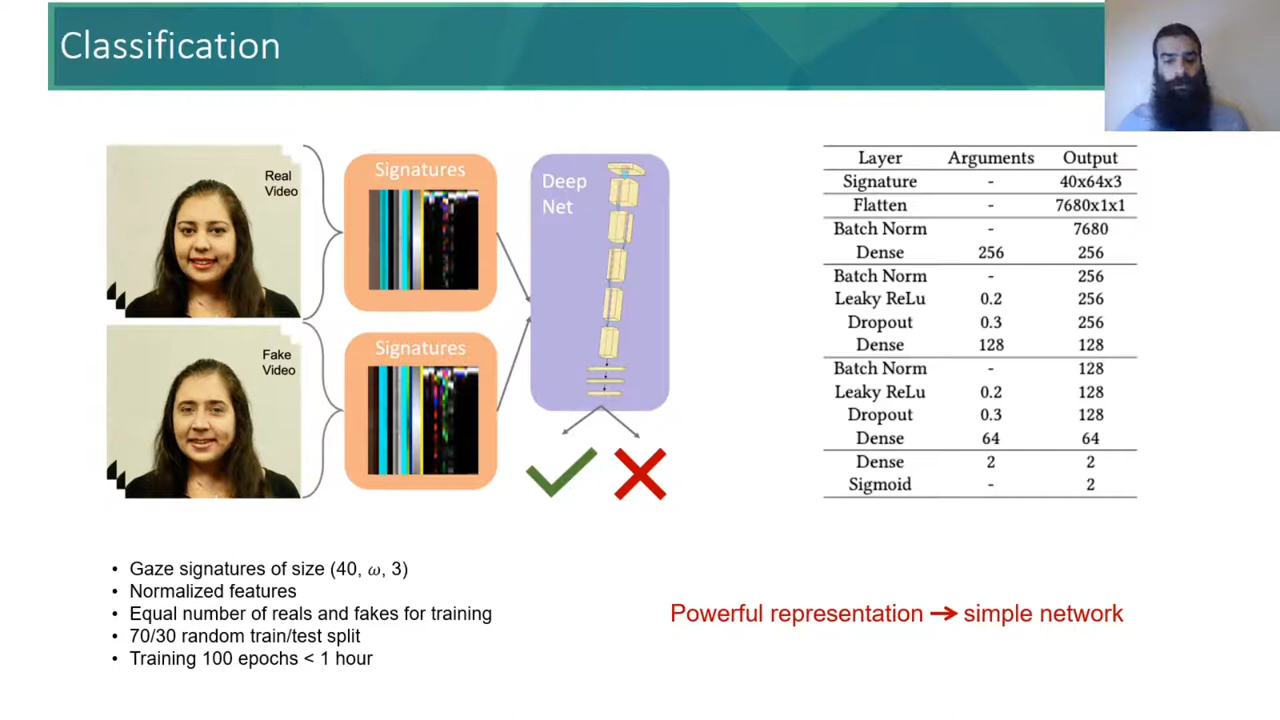 Classification
Real
Video
Signatures
Deep
Net
Fake
Video
Signatures
Layer Arguments Output
Signature - 40x64x3
Flatten - 7680x1x1
Batch Norm - 7680
Dense 256 256
Batch Norm - 256
Leaky ReLu 0.2 256
Dropout 0.3 256
Dense 128 128
Batch Norm - 128
Leaky ReLu 0.2 128
Dropout 0.3 128
Dense 64 64
Dense 2 2
Sigmoid - 2
• Gaze signatures of size (40, ω, 3)
• Normalized features
• Equal number of reals and fakes for training
• 70/30 random train/test split
• Training 100 epochs < 1 hour
Powerful representation → simple network